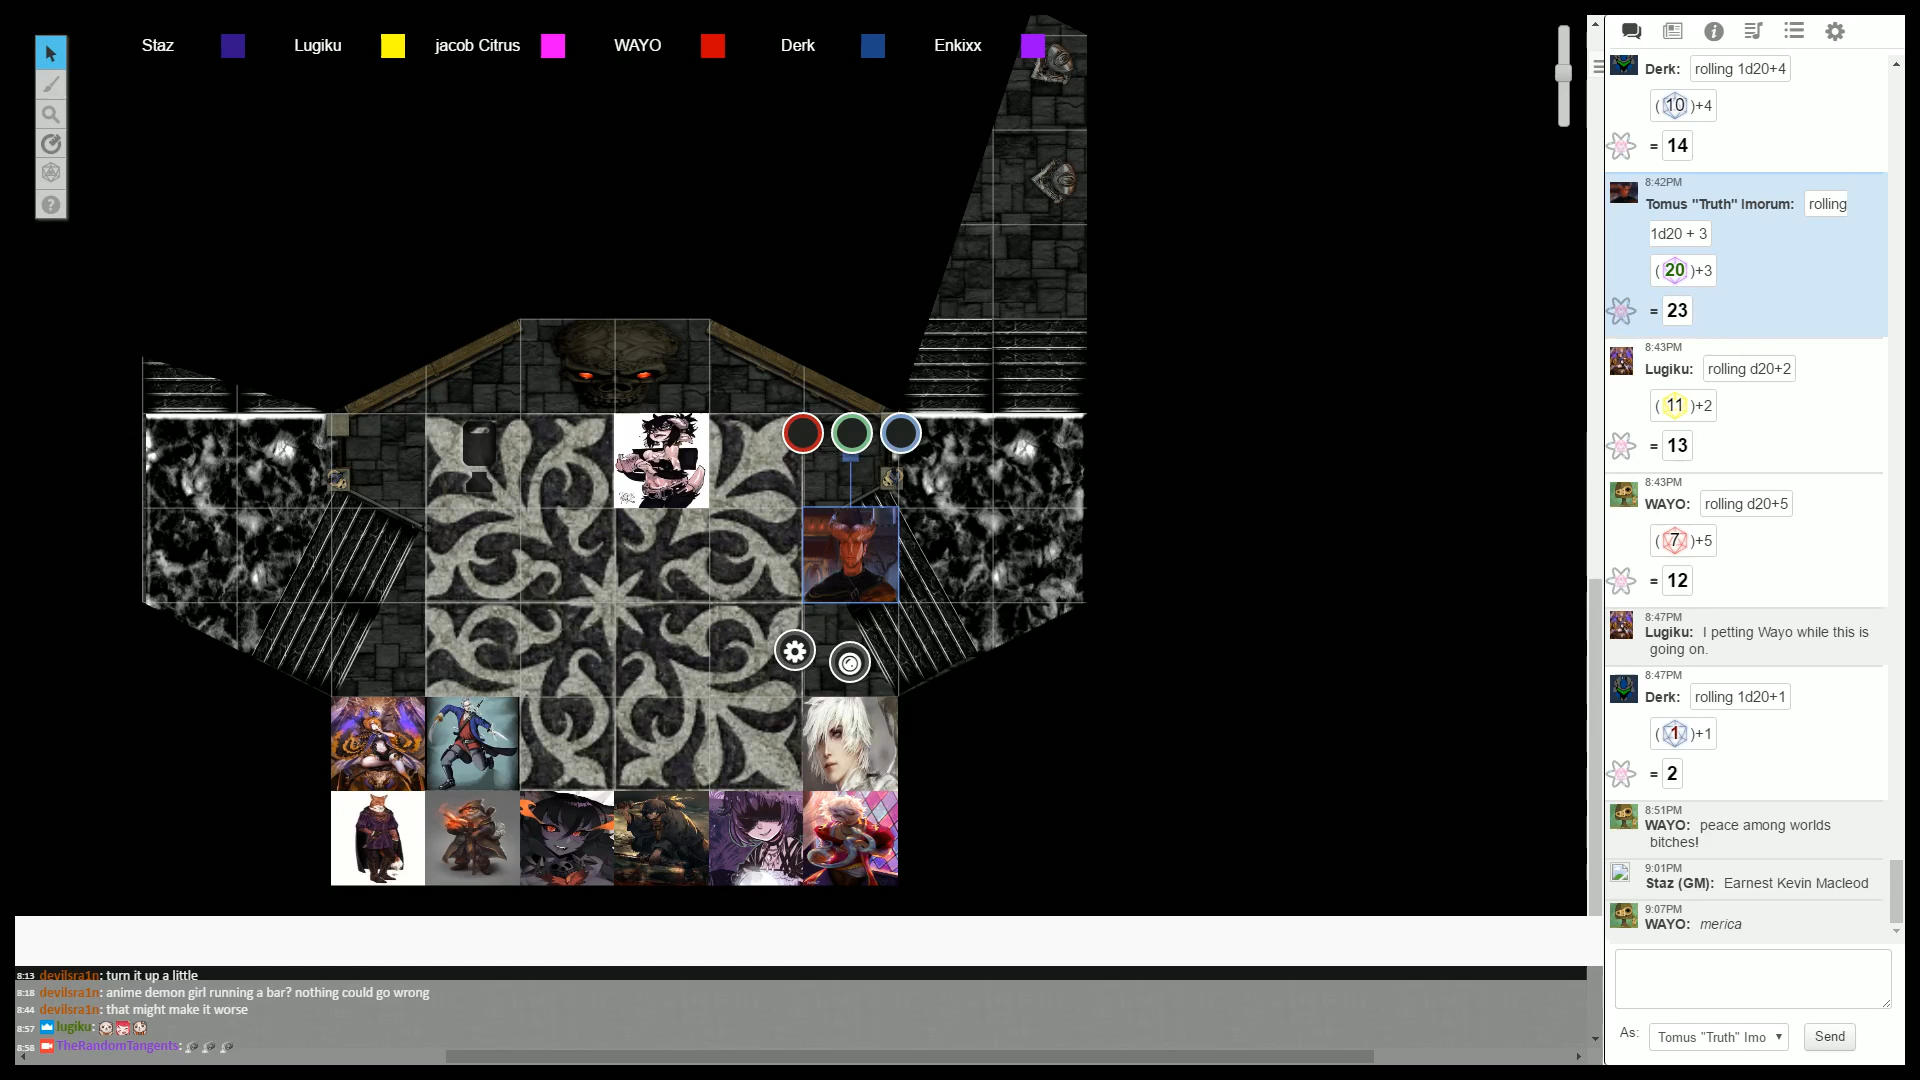 Staz Lugiku jacob Citrus WAYO Derk Enkixx
Derk: rolling 1d20+4
(10)+4
= 14
8:42PM
Tomus "Truth" Imorum: rolling
1d20 + 3
(20)+3
= 23
8:43PM
Lugiku: rolling d20+2
(11)+2
= 13
8:43PM
WAYO: rolling d20+5
(7)+5
= 12
8:47PM
Lugiku: I petting Wayo while this is
going on.
8:47PM
Derk: rolling 1d20+1
(1)+1
= 2
8:51PM
WAYO: peace among worlds
bitches!
9:01PM
Staz (GM): Earnest Kevin Macleod
9:07PM
WAYO: merica
As: Tomus "Truth" Imo Send
8:13 devilsra1n: turn it up a little
8:18 devilsra1n: anime demon girl running a bar? nothing could go wrong
8:44 devilsra1n: that might make it worse
8:57 lugiku:
8:58 TheRandomTangents: